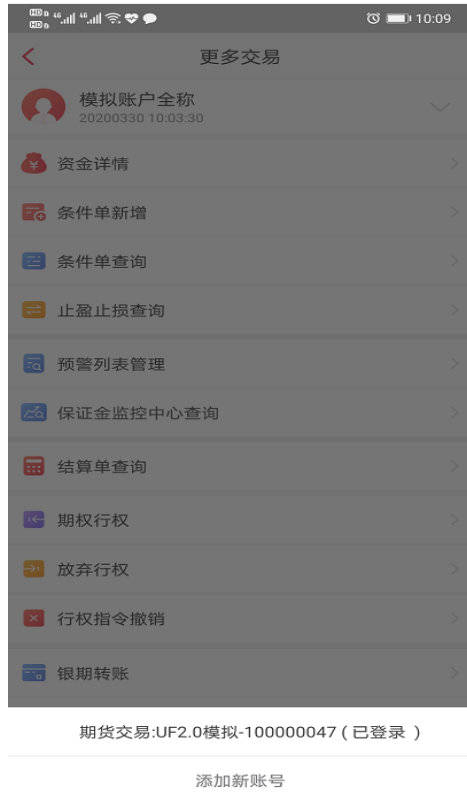 10:09
更多交易
模拟账户全称
20200330 10:03:30
资金详情
条件单新增
条件单查询
止盈止损查询
预警列表管理
保证金监控中心查询
结算单查询
期权行权
放弃行权
行权指令撤销
银期转账
期货交易:UF2.0模拟-100000047 ( 已登录 )
添加新账号